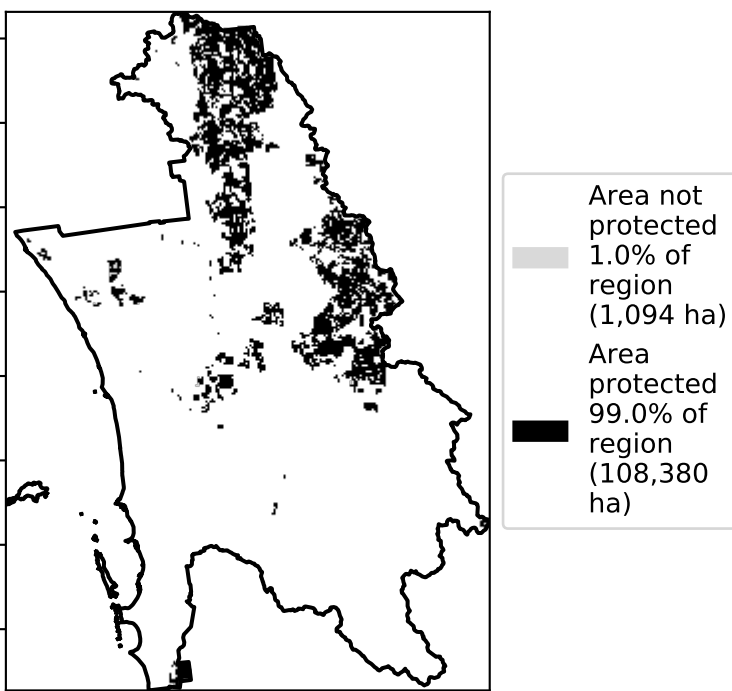 Area not
protected
1.0% of
region
(1,094 ha)
Area
protected
99.0% of
region
(108,380
ha)